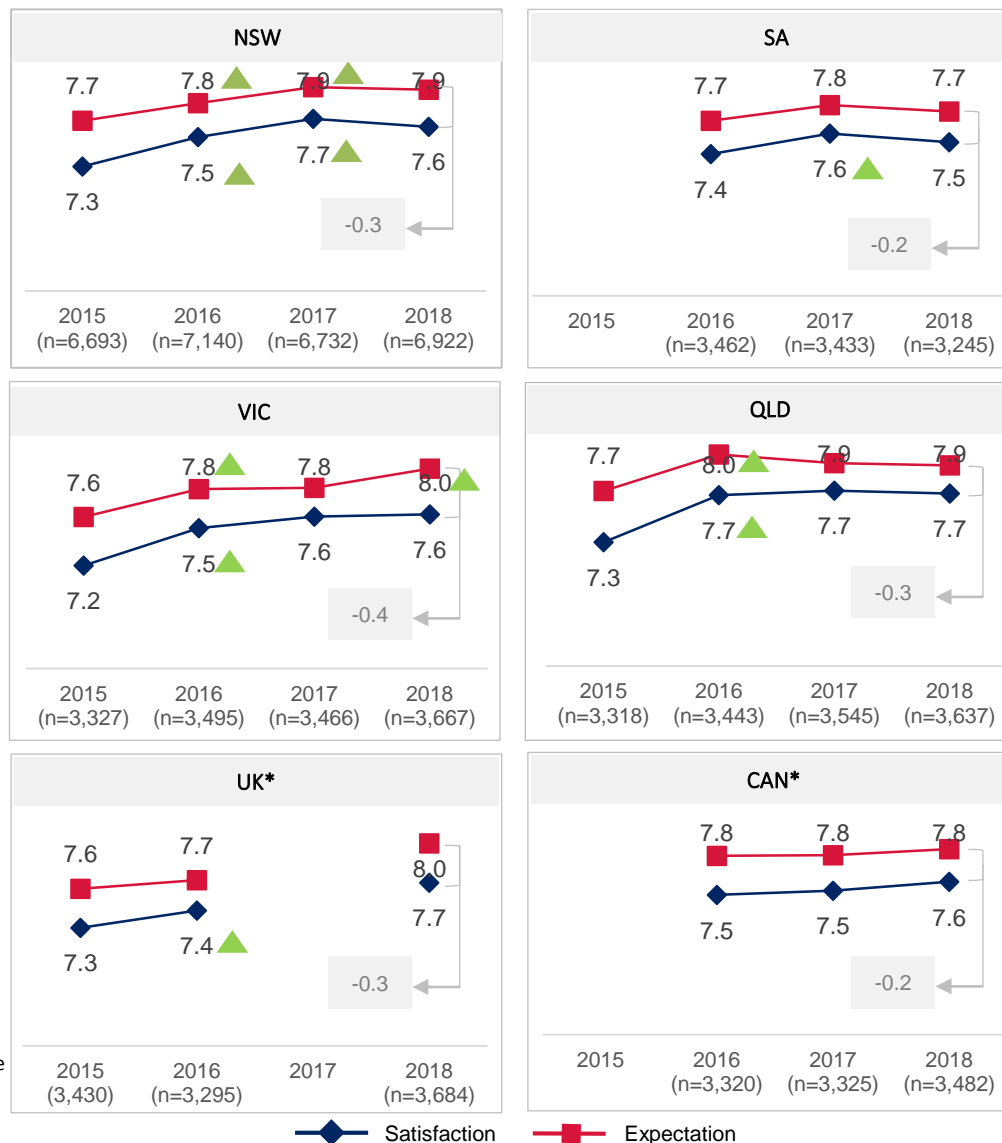 NSW
7.7
7.8
7.9
7.9
7.3
7.5
7.7
7.6
-0.3
2015 2016 2017 2018
(n=6,693) (n=7,140) (n=6,732) (n=6,922)
SA
7.7
7.8
7.7
7.4
7.6
7.5
-0.2
2015 2016 2017 2018
(n=3,462) (n=3,433) (n=3,245)
VIC
7.6
7.8
7.8
8.0
7.2
7.5
7.6
7.6
-0.4
2015 2016 2017 2018
(n=3,327) (n=3,495) (n=3,466) (n=3,667)
QLD
7.7
8.0
7.9
7.9
7.3
7.7
7.7
7.7
-0.3
2015 2016 2017 2018
(n=3,318) (n=3,443) (n=3,545) (n=3,637)
UK*
7.6
7.7
8.0
7.3
7.4
7.7
-0.3
e
2015 2016 2017 2018
(3,430) (n=3,295) (n=3,684)
CAN*
7.8
7.8
7.8
7.5
7.5
7.6
-0.2
2015 2016 2017 2018
(n=3,320) (n=3,325) (n=3,482)
Satisfaction Expectation